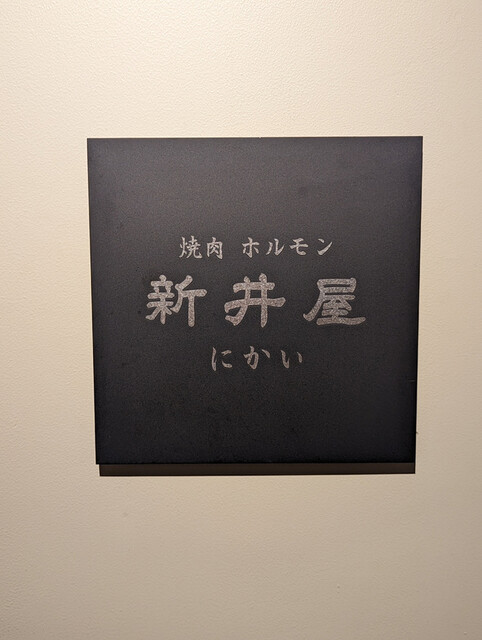 焼肉 ホルモン
新井屋
にかい